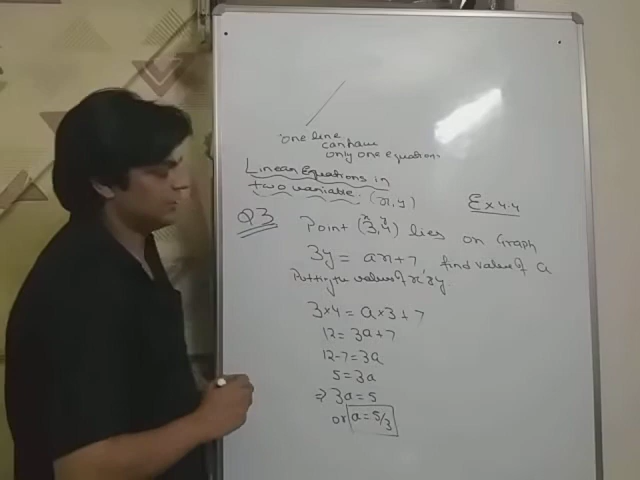 one line
can have
only one equation
Linear Equations in
two variable (x, y)
Ex 4.4
Q3 Point (3, 4) lies on Graph
x y
3y = ax + 7, find value of a
Putting the values of x & y
3 x 4 = a x 3 + 7
12 = 3a + 7
12 - 7 = 3a
5 = 3a
⇒ 3a = 5
or a = 5/3